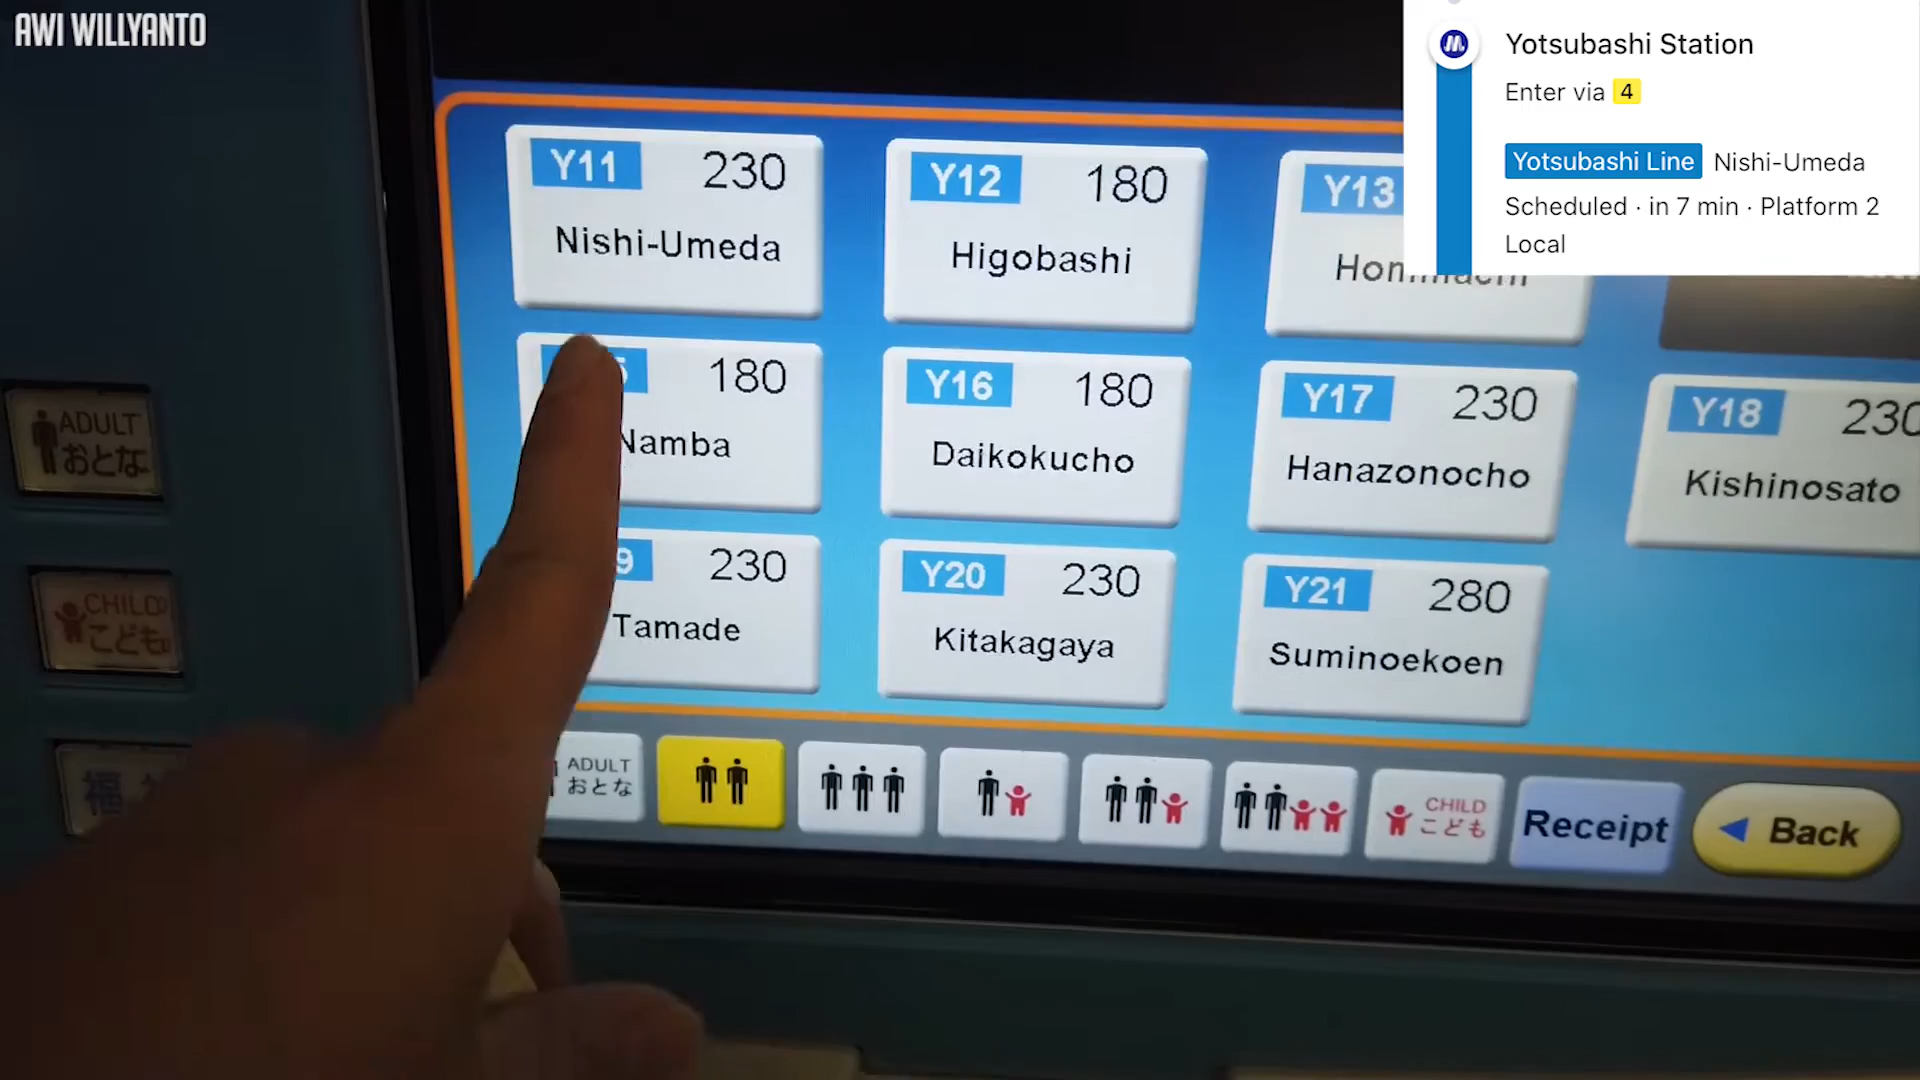 AWI WILLYANTO
Yotsubashi Station
Enter via 4
Yotsubashi Line Nishi-Umeda
Scheduled · in 7 min · Platform 2
Local
Y11 230
Nishi-Umeda
Y12 180
Higobashi
Y13
180
Namba
Y16 180
Daikokucho
Y17 230
Hanazonocho
Y18 230
Kishinosato
9 230
Tamade
Y20 230
Kitakagaya
Y21 280
Suminoekoen
ADULT
おとな
CHILD
こども
福
ADULT
おとな
CHILD
こども
Receipt
Back